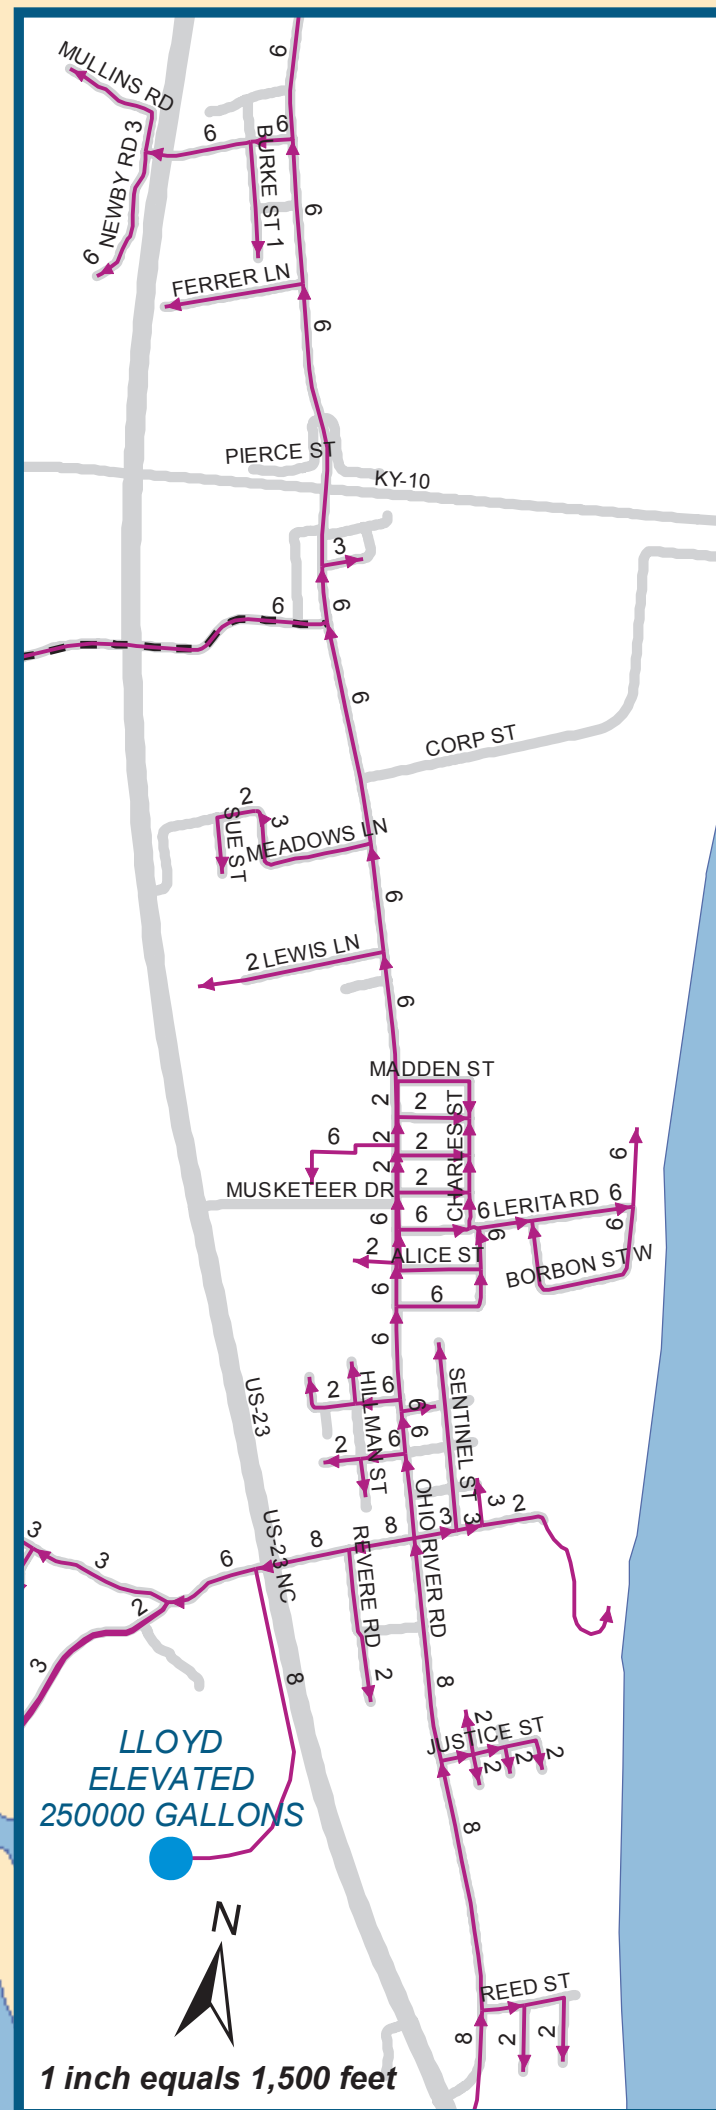 6
MULLINS RD
6
6
BURKE ST 1
NEWBY RD 3
6
6
FERRER LN
6
PIERCE ST
KY-10
3
6
6
6
CORP ST
2
3
SUE ST
MEADOWS LN
6
2 LEWIS LN
6
MADDEN ST
2
2
CHARLES ST
6
2
2
2
2
MUSKETEER DR
6
6
6
LERITA RD
6
6
6
6
2
ALICE ST
BORBON ST W
6
6
6
2
HILLMAN ST
6
6
SENTINEL ST
US-23
2
6
6
OHIO RIVER RD
3
3
3
2
8
8
US-23 NC
REVERE RD
6
3
3
2
3
8
2
8
2
JUSTICE ST
2
2
2
LLOYD
ELEVATED
250000 GALLONS
8
N
REED ST
8
2
2
1 inch equals 1,500 feet